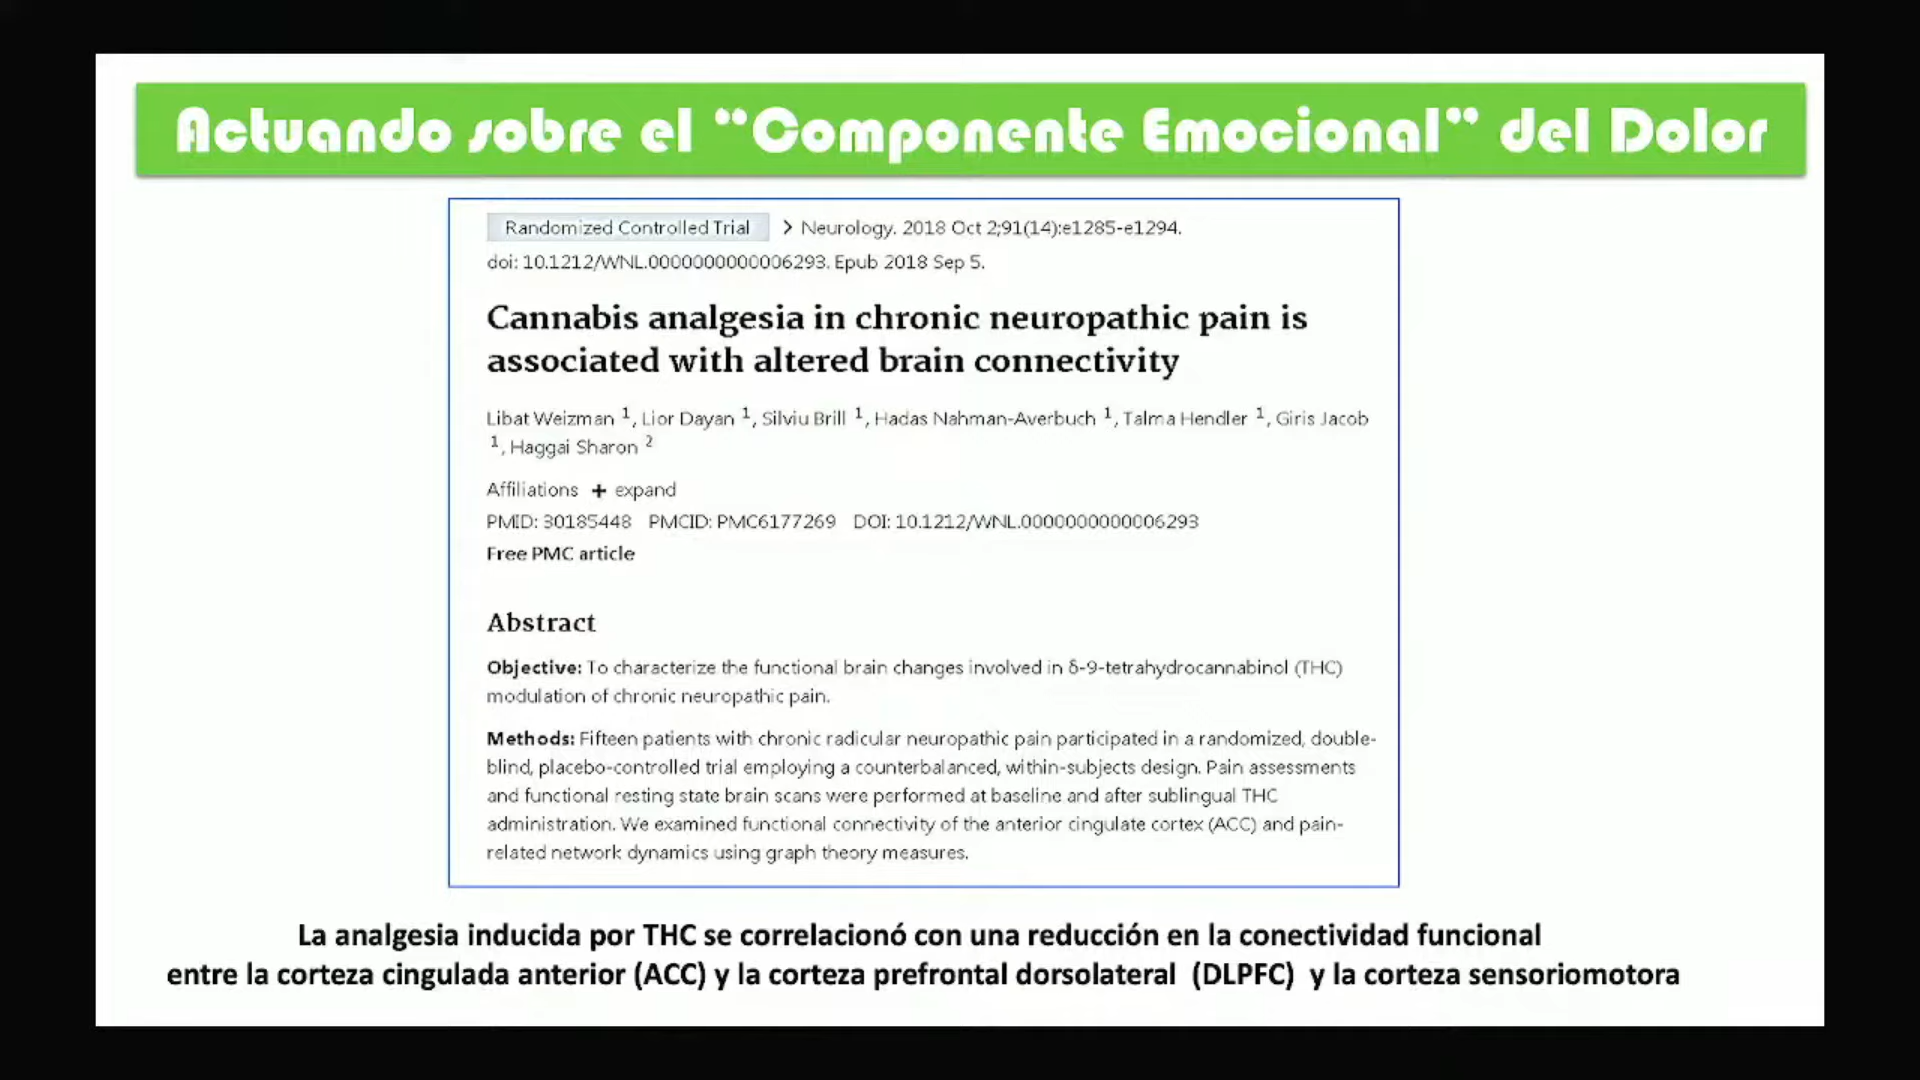 Actuando sobre el "Componente Emocional" del Dolor
Randomized Controlled Trial > Neurology. 2018 Oct 2;91(14):e1285-e1294.
doi: 10.1212/WNL.0000000000006293. Epub 2018 Sep 5.
Cannabis analgesia in chronic neuropathic pain is
associated with altered brain connectivity
Libat Weizman 1, Lior Dayan 1, Silviu Brill 1, Hadas Nahman-Averbuch 1, Talma Hendler 1, Giris Jacob
1, Haggai Sharon 2
Affiliations + expand
PMID: 30185448 PMCID: PMC6177269 DOI: 10.1212/WNL.0000000000006293
Free PMC article
Abstract
Objective: To characterize the functional brain changes involved in δ-9-tetrahydrocannabinol (THC)
modulation of chronic neuropathic pain.
Methods: Fifteen patients with chronic radicular neuropathic pain participated in a randomized, double-
blind, placebo-controlled trial employing a counterbalanced, within-subjects design. Pain assessments
and functional resting state brain scans were performed at baseline and after sublingual THC
administration. We examined functional connectivity of the anterior cingulate cortex (ACC) and pain-
related network dynamics using graph theory measures.
La analgesia inducida por THC se correlacionó con una reducción en la conectividad funcional
entre la corteza cingulada anterior (ACC) y la corteza prefrontal dorsolateral (DLPFC) y la corteza sensoriomotora